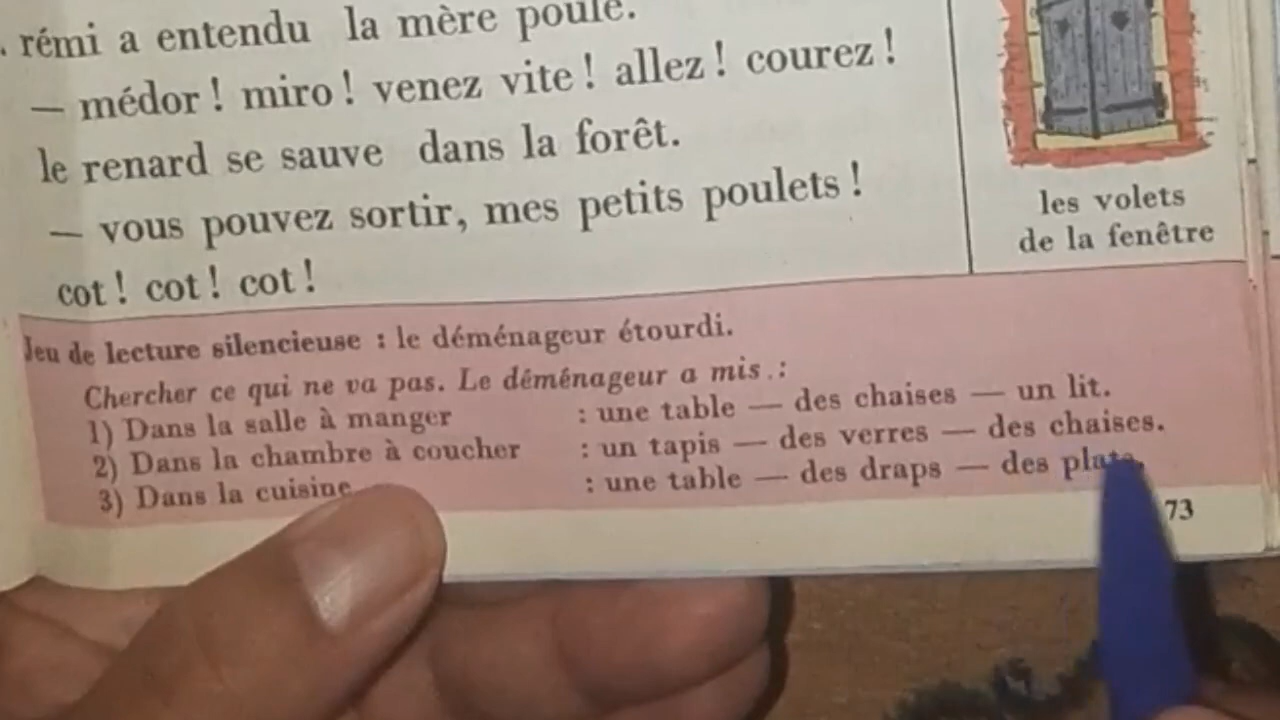 . rémi a entendu la mère poule.
— médor ! miro ! venez vite ! allez ! courez !
le renard se sauve dans la forêt.
— vous pouvez sortir, mes petits poulets !
cot ! cot ! cot !
les volets
de la fenêtre
Jeu de lecture silencieuse : le déménageur étourdi.
Chercher ce qui ne va pas. Le déménageur a mis :
1) Dans la salle à manger : une table — des chaises — un lit.
2) Dans la chambre à coucher : un tapis — des verres — des chaises.
3) Dans la cuisine : une table — des draps — des plats.
73